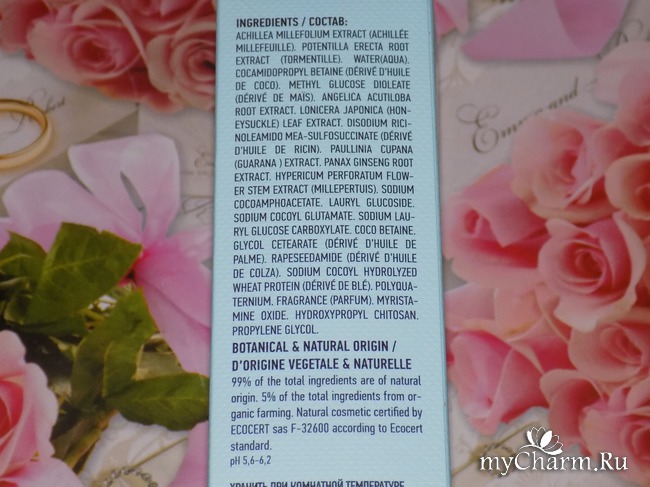 INGREDIENTS / СОСТАВ:
ACHILLEA MILLEFOLIUM EXTRACT (ACHILLÉE
MILLEFEUILLE). POTENTILLA ERECTA ROOT
EXTRACT (TORMENTILLE). WATER(AQUA).
COCAMIDOPROPYL BETAINE (DÉRIVÉ D'HUILE
DE COCO). METHYL GLUCOSE DIOLEATE
(DÉRIVÉ DE MAÏS). ANGELICA ACUTILOBA
ROOT EXTRACT. LONICERA JAPONICA (HON-
EYSUCKLE) LEAF EXTRACT. DISODIUM RICI-
NOLEAMIDO MEA-SULFOSUCCINATE (DÉRIVÉ
D'HUILE DE RICIN). PAULLINIA CUPANA
(GUARANA ) EXTRACT. PANAX GINSENG ROOT
EXTRACT. HYPERICUM PERFORATUM FLOW-
ER STEM EXTRACT (MILLEPERTUIS). SODIUM
COCOAMPHOACETATE. LAURYL GLUCOSIDE.
SODIUM COCOYL GLUTAMATE. SODIUM LAU-
RYL GLUCOSE CARBOXYLATE. COCO BETAINE.
GLYCOL CETEARATE (DÉRIVÉ D'HUILE DE
PALME). RAPESEEDAMIDE (DÉRIVÉ D'HUILE
DE COLZA). SODIUM COCOYL HYDROLYZED
WHEAT PROTEIN (DÉRIVÉ DE BLÉ). POLYQUA-
TERNIUM. FRAGRANCE (PARFUM). MYRISTA-
MINE OXIDE. HYDROXYPROPYL CHITOSAN.
PROPYLENE GLYCOL.
BOTANICAL & NATURAL ORIGIN /
D'ORIGINE VEGETALE & NATURELLE
99% of the total ingredients are of natural
origin. 5% of the total ingredients from or-
ganic farming. Natural cosmetic certified by
ECOCERT sas F-32600 according to Ecocert
standard.
pH 5,6-6,2
ХРАНИТЬ ПРИ КОМНАТНОЙ ТЕМПЕРАТУРЕ
myCharm.Ru